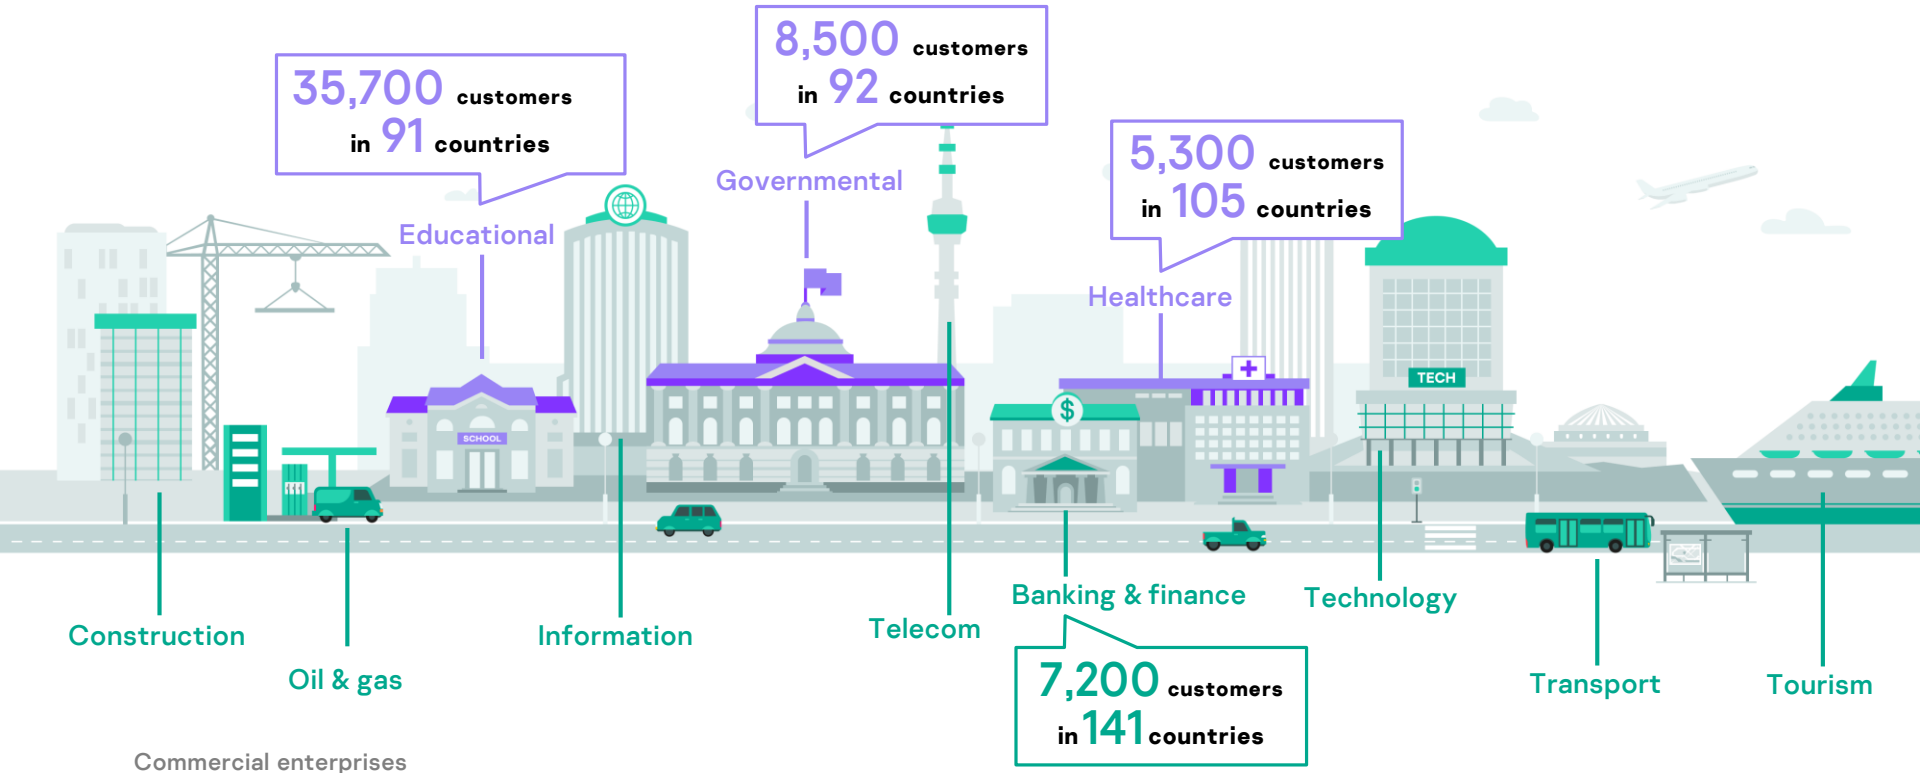 8,500 customers
in 92 countries
35,700 customers
in 91 countries
5,300 customers
in 105 countries
Governmental
Educational
Healthcare
TECH
$
SCHOOL
Banking & finance
Technology
Telecom
Construction
Information
Oil & gas
Transport
Tourism
7,200 customers
in 141 countries
Commercial enterprises